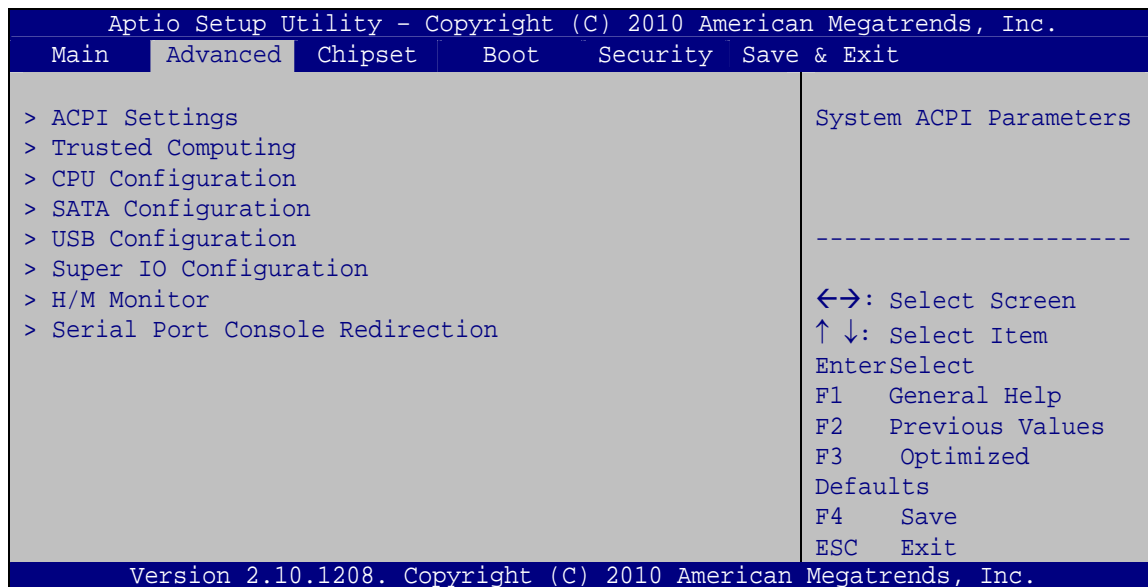 Aptio Setup Utility – Copyright (C) 2010 American Megatrends, Inc.
Main Advanced Chipset Boot Security Save & Exit
> ACPI Settings
> Trusted Computing
> CPU Configuration
> SATA Configuration
> USB Configuration
> Super IO Configuration
> H/M Monitor
> Serial Port Console Redirection
System ACPI Parameters
----------------------
←→: Select Screen
↑ ↓: Select Item
EnterSelect
F1 General Help
F2 Previous Values
F3 Optimized
Defaults
F4 Save
ESC Exit
Version 2.10.1208. Copyright (C) 2010 American Megatrends, Inc.